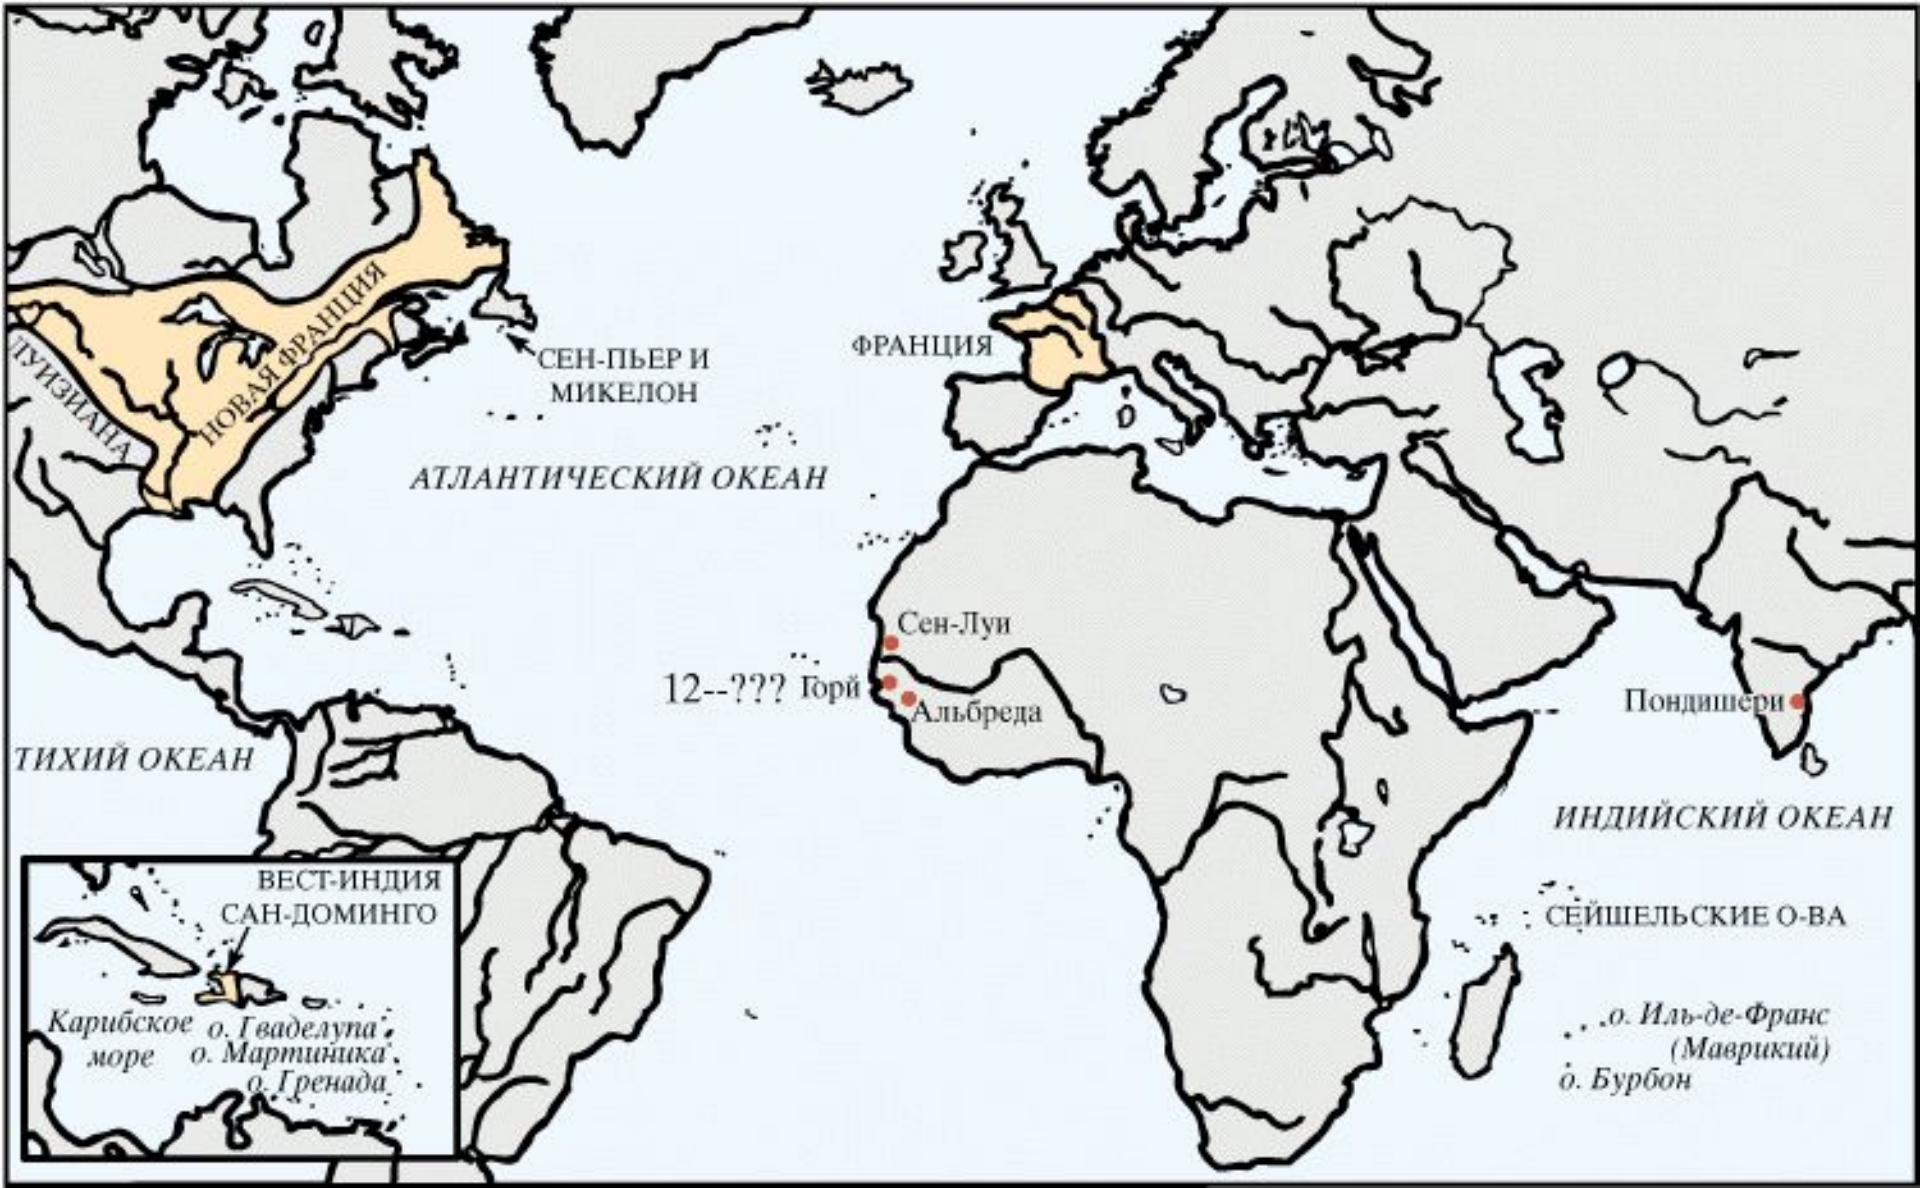 ЛУИЗИАНА
НОВАЯ ФРАНЦИЯ
СЕН-ПЬЕР И
МИКЕЛОН
ФРАНЦИЯ
АТЛАНТИЧЕСКИЙ ОКЕАН
Сен-Луи
12--??? Горй
Альбреда
Пондишери
ТИХИЙ ОКЕАН
ИНДИЙСКИЙ ОКЕАН
СЕЙШЕЛЬСКИЕ О-ВА
о. Иль-де-Франс
(Маврикий)
о. Бурбон
ВЕСТ-ИНДИЯ
САН-ДОМИНГО
Карибское
море
о. Гваделупа
о. Мартиника
о. Гренада